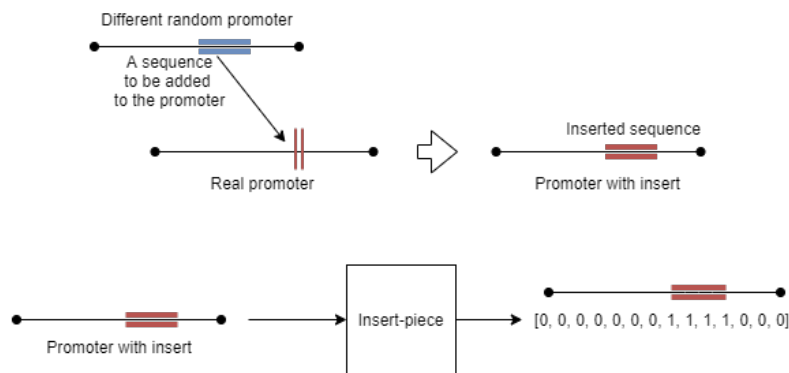 Different random promoter
A sequence
to be added
to the promoter
Inserted sequence
Real promoter
Promoter with insert
Insert-piece
[0, 0, 0, 0, 0, 0, 0, 1, 1, 1, 1, 0, 0, 0]
Promoter with insert